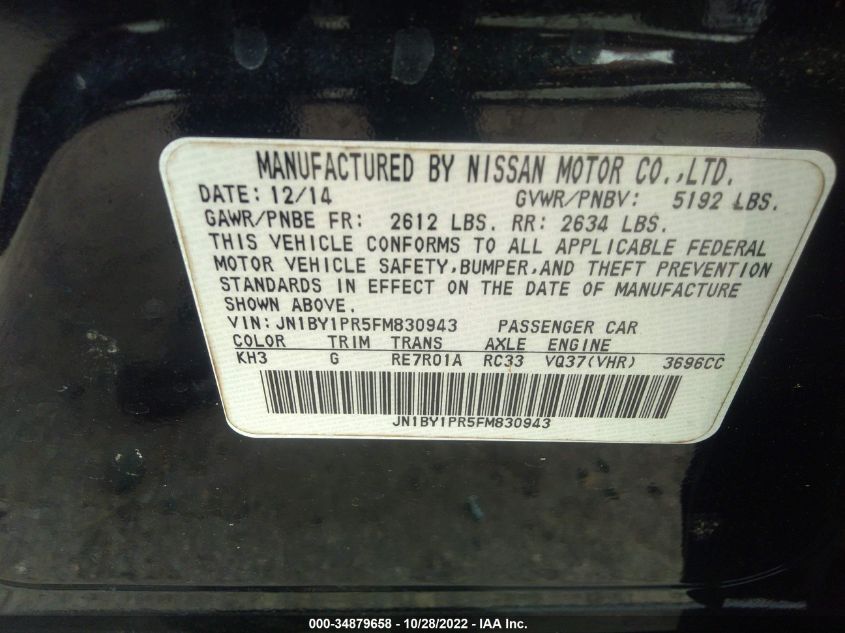 MANUFACTURED BY NISSAN MOTOR CO.,LTD.
DATE: 12/14 GVWR/PNBV: 5192 LBS.
GAWR/PNBE FR: 2612 LBS. RR: 2634 LBS.
THIS VEHICLE CONFORMS TO ALL APPLICABLE FEDERAL
MOTOR VEHICLE SAFETY,BUMPER,AND THEFT PREVENTION
STANDARDS IN EFFECT ON THE DATE OF MANUFACTURE
SHOWN ABOVE.
VIN: JN1BY1PR5FM830943 PASSENGER CAR
COLOR TRIM TRANS AXLE ENGINE
KH3 G RE7R01A RC33 VQ37(VHR) 3696CC
JN1BY1PR5FM830943
000-34879658 - 10/28/2022 - IAA Inc.